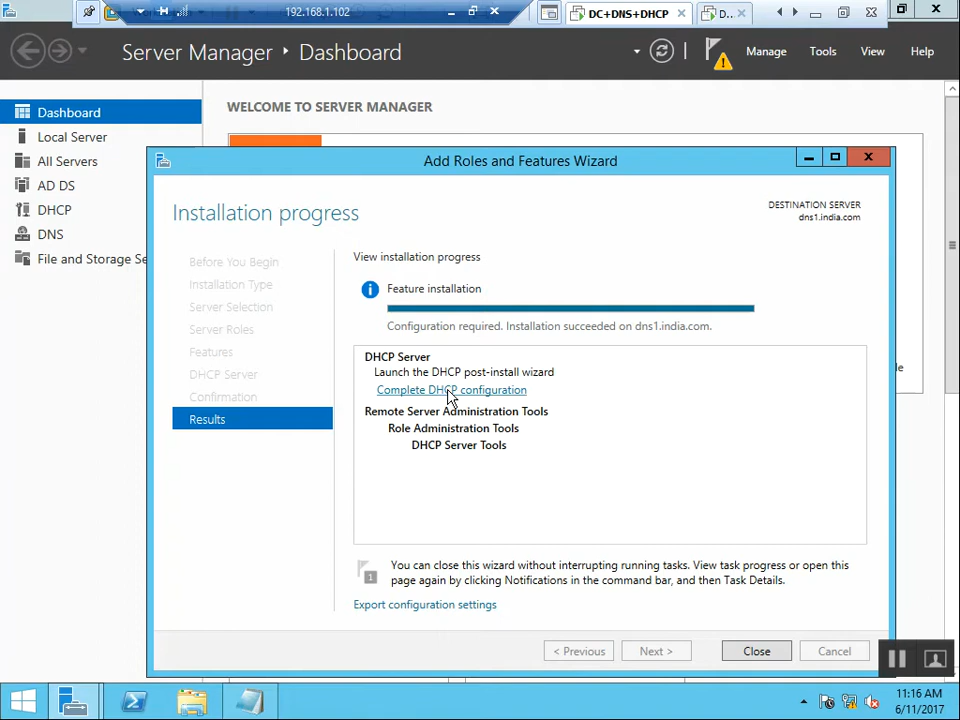 192.168.1.102
DC+DNS+DHCP
D...
Server Manager
Dashboard
Manage
Tools
View
Help
Dashboard
Local Server
All Servers
AD DS
DHCP
DNS
File and Storage Se
WELCOME TO SERVER MANAGER
Add Roles and Features Wizard
Installation progress
DESTINATION SERVER
dns1.india.com
Before You Begin
Installation Type
Server Selection
Server Roles
Features
DHCP Server
Confirmation
Results
View installation progress
Feature installation
Configuration required. Installation succeeded on dns1.india.com.
DHCP Server
Launch the DHCP post-install wizard
Complete DHCP configuration
Remote Server Administration Tools
Role Administration Tools
DHCP Server Tools
1
You can close this wizard without interrupting running tasks. View task progress or open this
page again by clicking Notifications in the command bar, and then Task Details.
Export configuration settings
< Previous
Next >
Close
Cancel
11:16 AM
6/11/2017